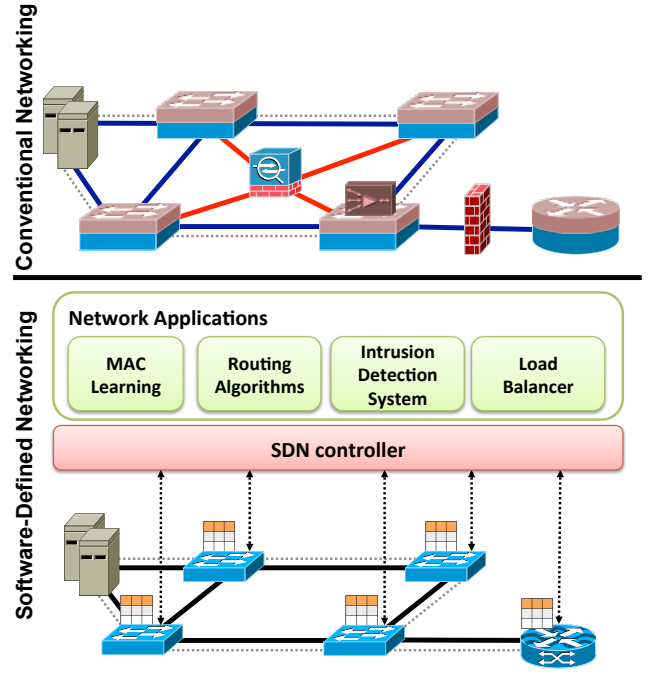 Conventional Networking
Software-Defined Networking
Network Applications
MAC
Learning
Routing
Algorithms
Intrusion
Detection
System
Load
Balancer
SDN controller